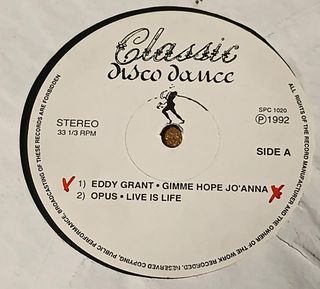 Classic
disco dance
STEREO
33 1/3 RPM
SPC 1020
Ⓟ1992
SIDE A
1) EDDY GRANT • GIMME HOPE JO'ANNA
2) OPUS • LIVE IS LIFE
ALL RIGHTS OF THE RECORD MANUFACTURER AND THE OWNER OF THE WORK RECORDED, RESERVED COPYING, PUBLIC PERFORMANCE, BROADCASTING OF THESE RECORDS ARE FORBIDDEN